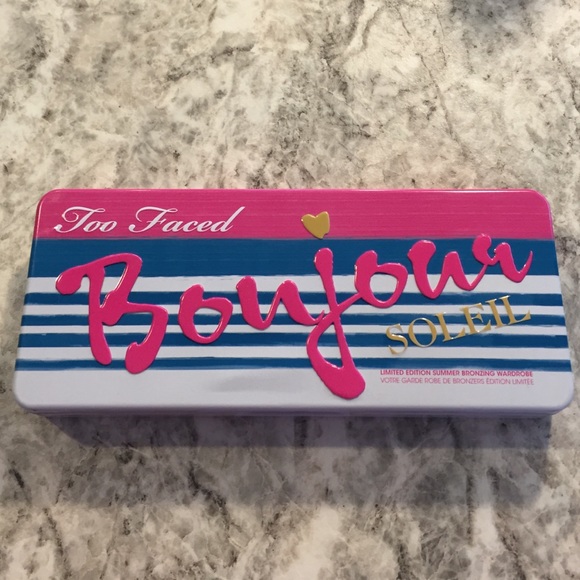 Too Faced
Bonjour
SOLEIL
LIMITED EDITION SUMMER BRONZING WARDROBE
VOTRE GARDE ROBE DE BRONZERS ÉDITION LIMITÉE